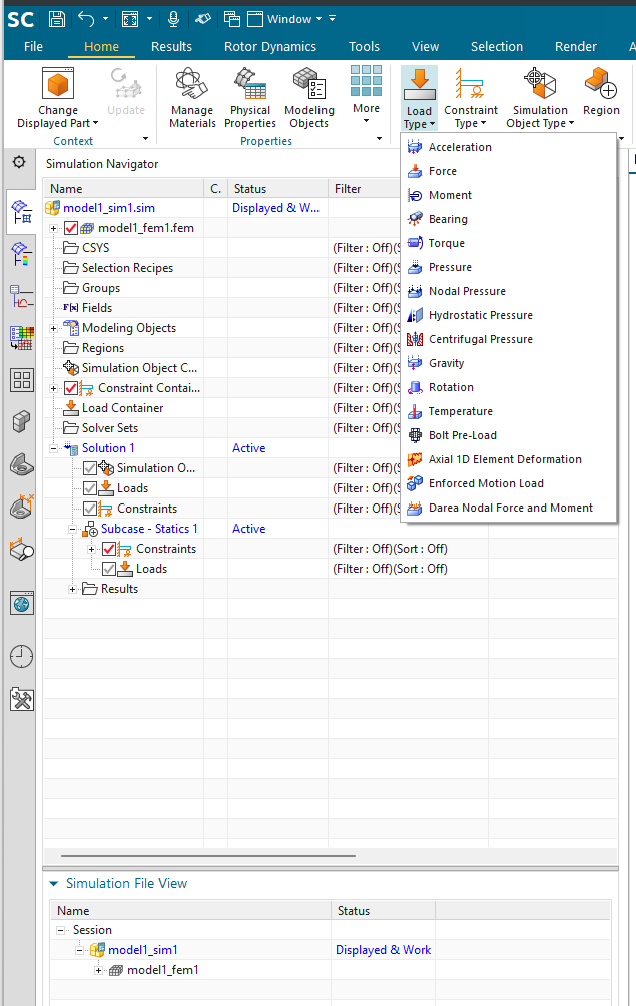 SC Window
File Home Results Rotor Dynamics Tools View Selection Render A
Change Displayed Part
Update
Context
Manage Materials
Physical Properties
Modeling Objects
More
Properties
Load Type
Constraint Type
Simulation Object Type
Region
Simulation Navigator
Name C. Status Filter
model1_sim1.sim Displayed & W...
model1_fem1.fem
CSYS (Filter : Off)(S
Selection Recipes (Filter : Off)(S
Groups (Filter : Off)(S
F(x) Fields (Filter : Off)(S
Modeling Objects (Filter : Off)(S
Regions (Filter : Off)(S
Simulation Object C... (Filter : Off)(S
Constraint Contai... (Filter : Off)(S
Load Container (Filter : Off)(S
Solver Sets (Filter : Off)(S
Solution 1 Active
Simulation O... (Filter : Off)(S
Loads (Filter : Off)(S
Constraints (Filter : Off)(S
Subcase - Statics 1 Active
Constraints (Filter : Off)(Sort : Off)
Loads (Filter : Off)(Sort : Off)
Results
Acceleration
Force
Moment
Bearing
Torque
Pressure
Nodal Pressure
Hydrostatic Pressure
Centrifugal Pressure
Gravity
Rotation
Temperature
Bolt Pre-Load
Axial 1D Element Deformation
Enforced Motion Load
Darea Nodal Force and Moment
Simulation File View
Name Status
Session
model1_sim1 Displayed & Work
model1_fem1